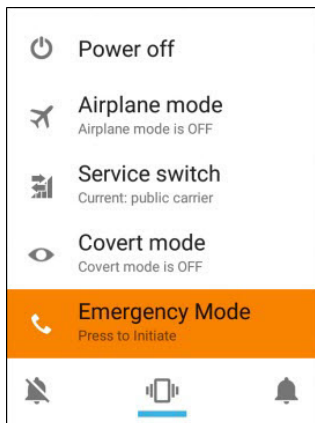 Power off
Airplane mode
Airplane mode is OFF
Service switch
Current: public carrier
Covert mode
Covert mode is OFF
Emergency Mode
Press to Initiate